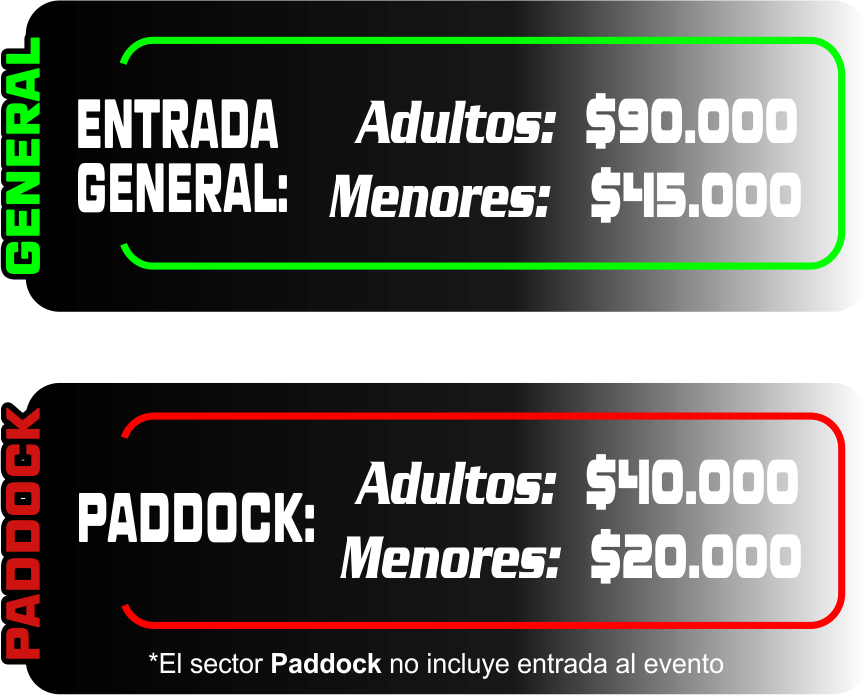 GENERAL
ENTRADA
GENERAL:
Adultos: $90.000
Menores: $45.000
PADDOCK
PADDOCK:
Adultos: $40.000
Menores: $20.000
*El sector Paddock no incluye entrada al evento